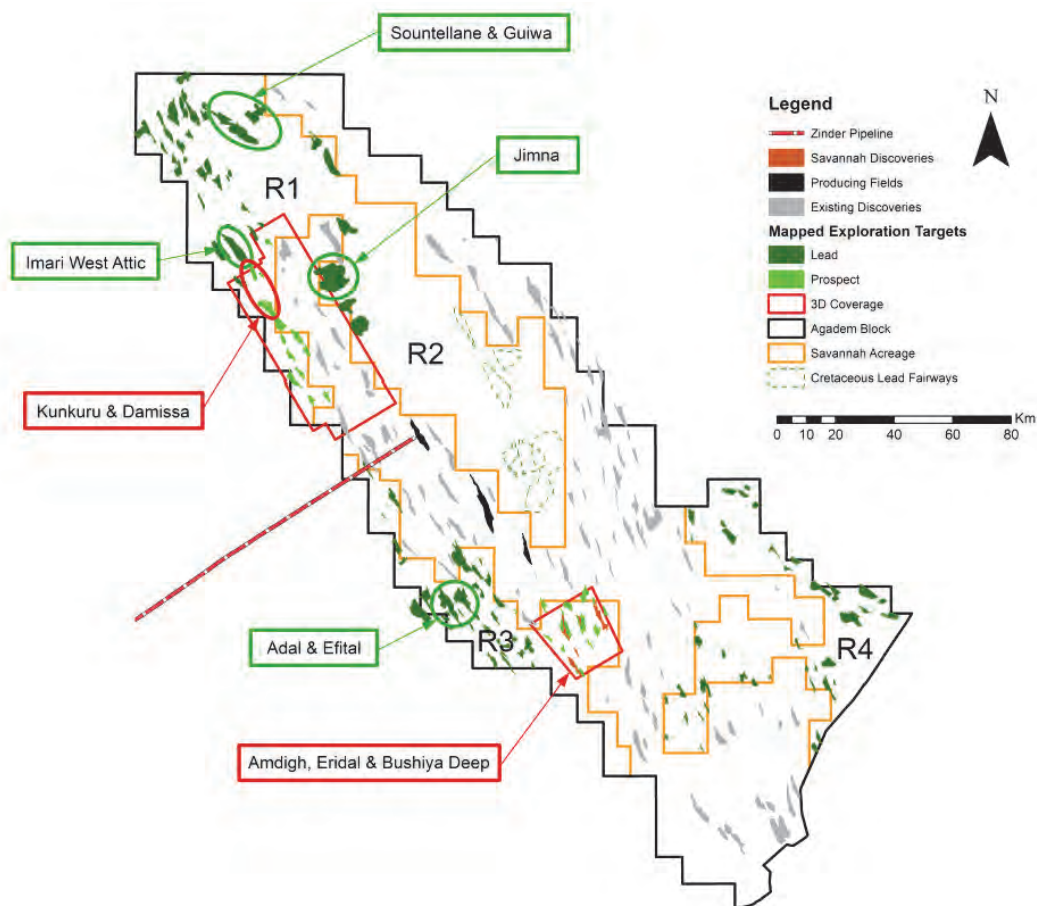 Sountellane & Guiwa
Jimna
Imari West Attic
Kunkuru & Damissa
Adal & Efital
Amdigh, Eridal & Bushiya Deep
R1
R2
R3
R4
Legend
Zinder Pipeline
Savannah Discoveries
Producing Fields
Existing Discoveries
Mapped Exploration Targets
Lead
Prospect
3D Coverage
Agadem Block
Savannah Acreage
Cretaceous Lead Fairways
N
Km
0 10 20 40 60 80